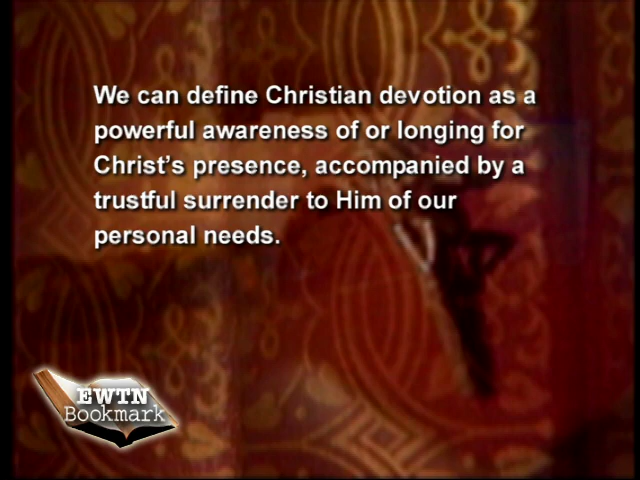 We can define Christian devotion as a
powerful awareness of or longing for
Christ's presence, accompanied by a
trustful surrender to Him of our
personal needs.
EWTN
Bookmark